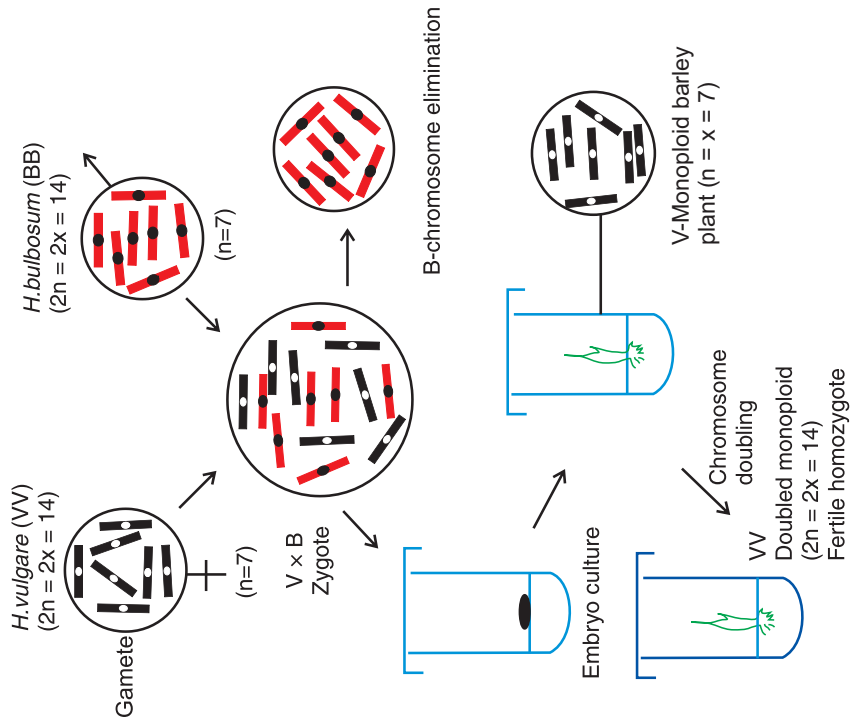 H.vulgare (VV)
(2n = 2x = 14)
H.bulbosum (BB)
(2n = 2x = 14)
Gamete
(n=7)
(n=7)
V × B
Zygote
B-chromosome elimination
Embryo culture
V-Monoploid barley
plant (n = x = 7)
Chromosome
doubling
VV
Doubled monoploid
(2n = 2x = 14)
Fertile homozygote